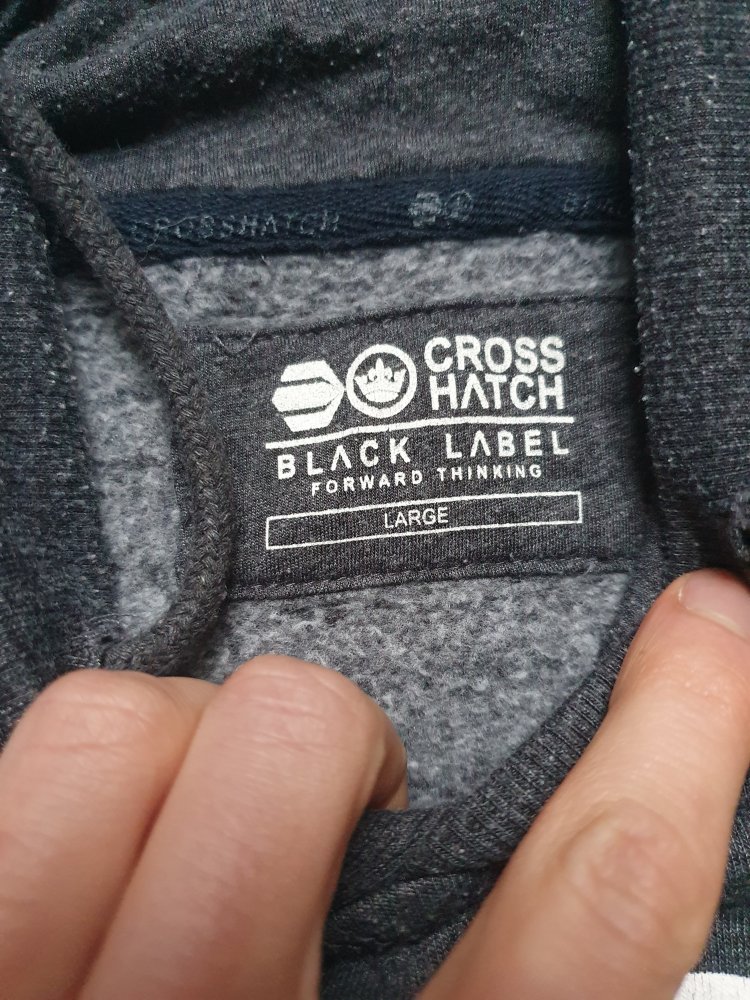 CROSSHATCH
CROSS
HATCH
BLACK LABEL
FORWARD THINKING
LARGE